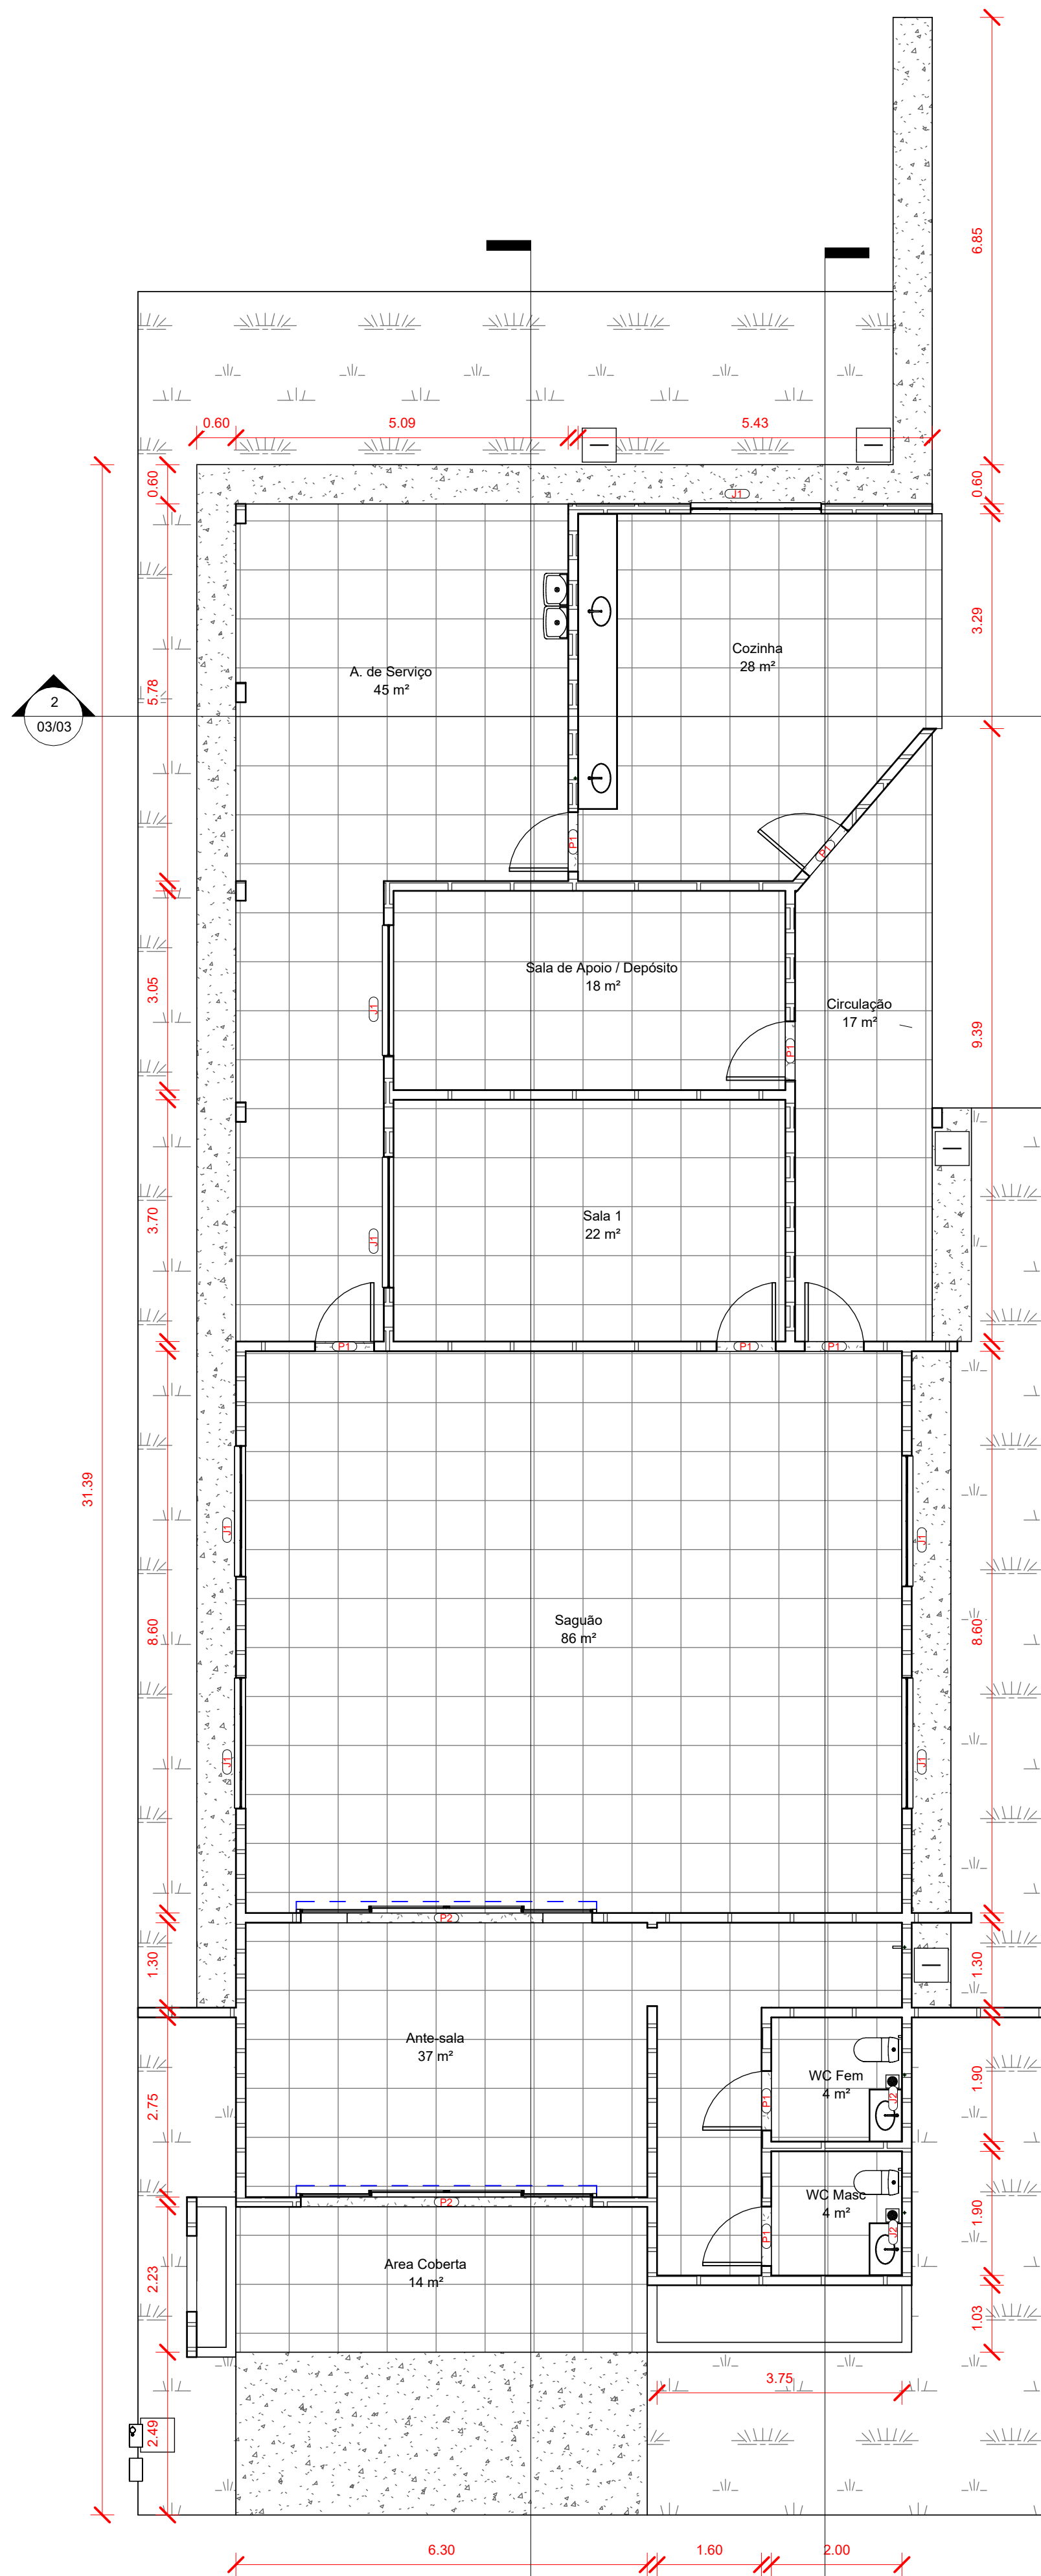 6.85
0.60
5.09
5.43
0.60
0.60
J1
3.29
Cozinha
28 m²
A. de Serviço
45 m²
5.78
2
03/03
P1
P1
Sala de Apoio / Depósito
18 m²
3.05
J1
Circulação
17 m²
9.39
P1
3.70
Sala 1
22 m²
J1
P1
P1
P1
31.39
J1
J1
Saguão
86 m²
8.60
8.60
J1
J1
P2
1.30
1.30
Ante-sala
37 m²
WC Fem
4 m²
1.90
2.75
P1
J2
WC Masc
4 m²
P2
1.90
P1
J2
Area Coberta
14 m²
2.23
1.03
3.75
2.49
6.30
1.60
2.00